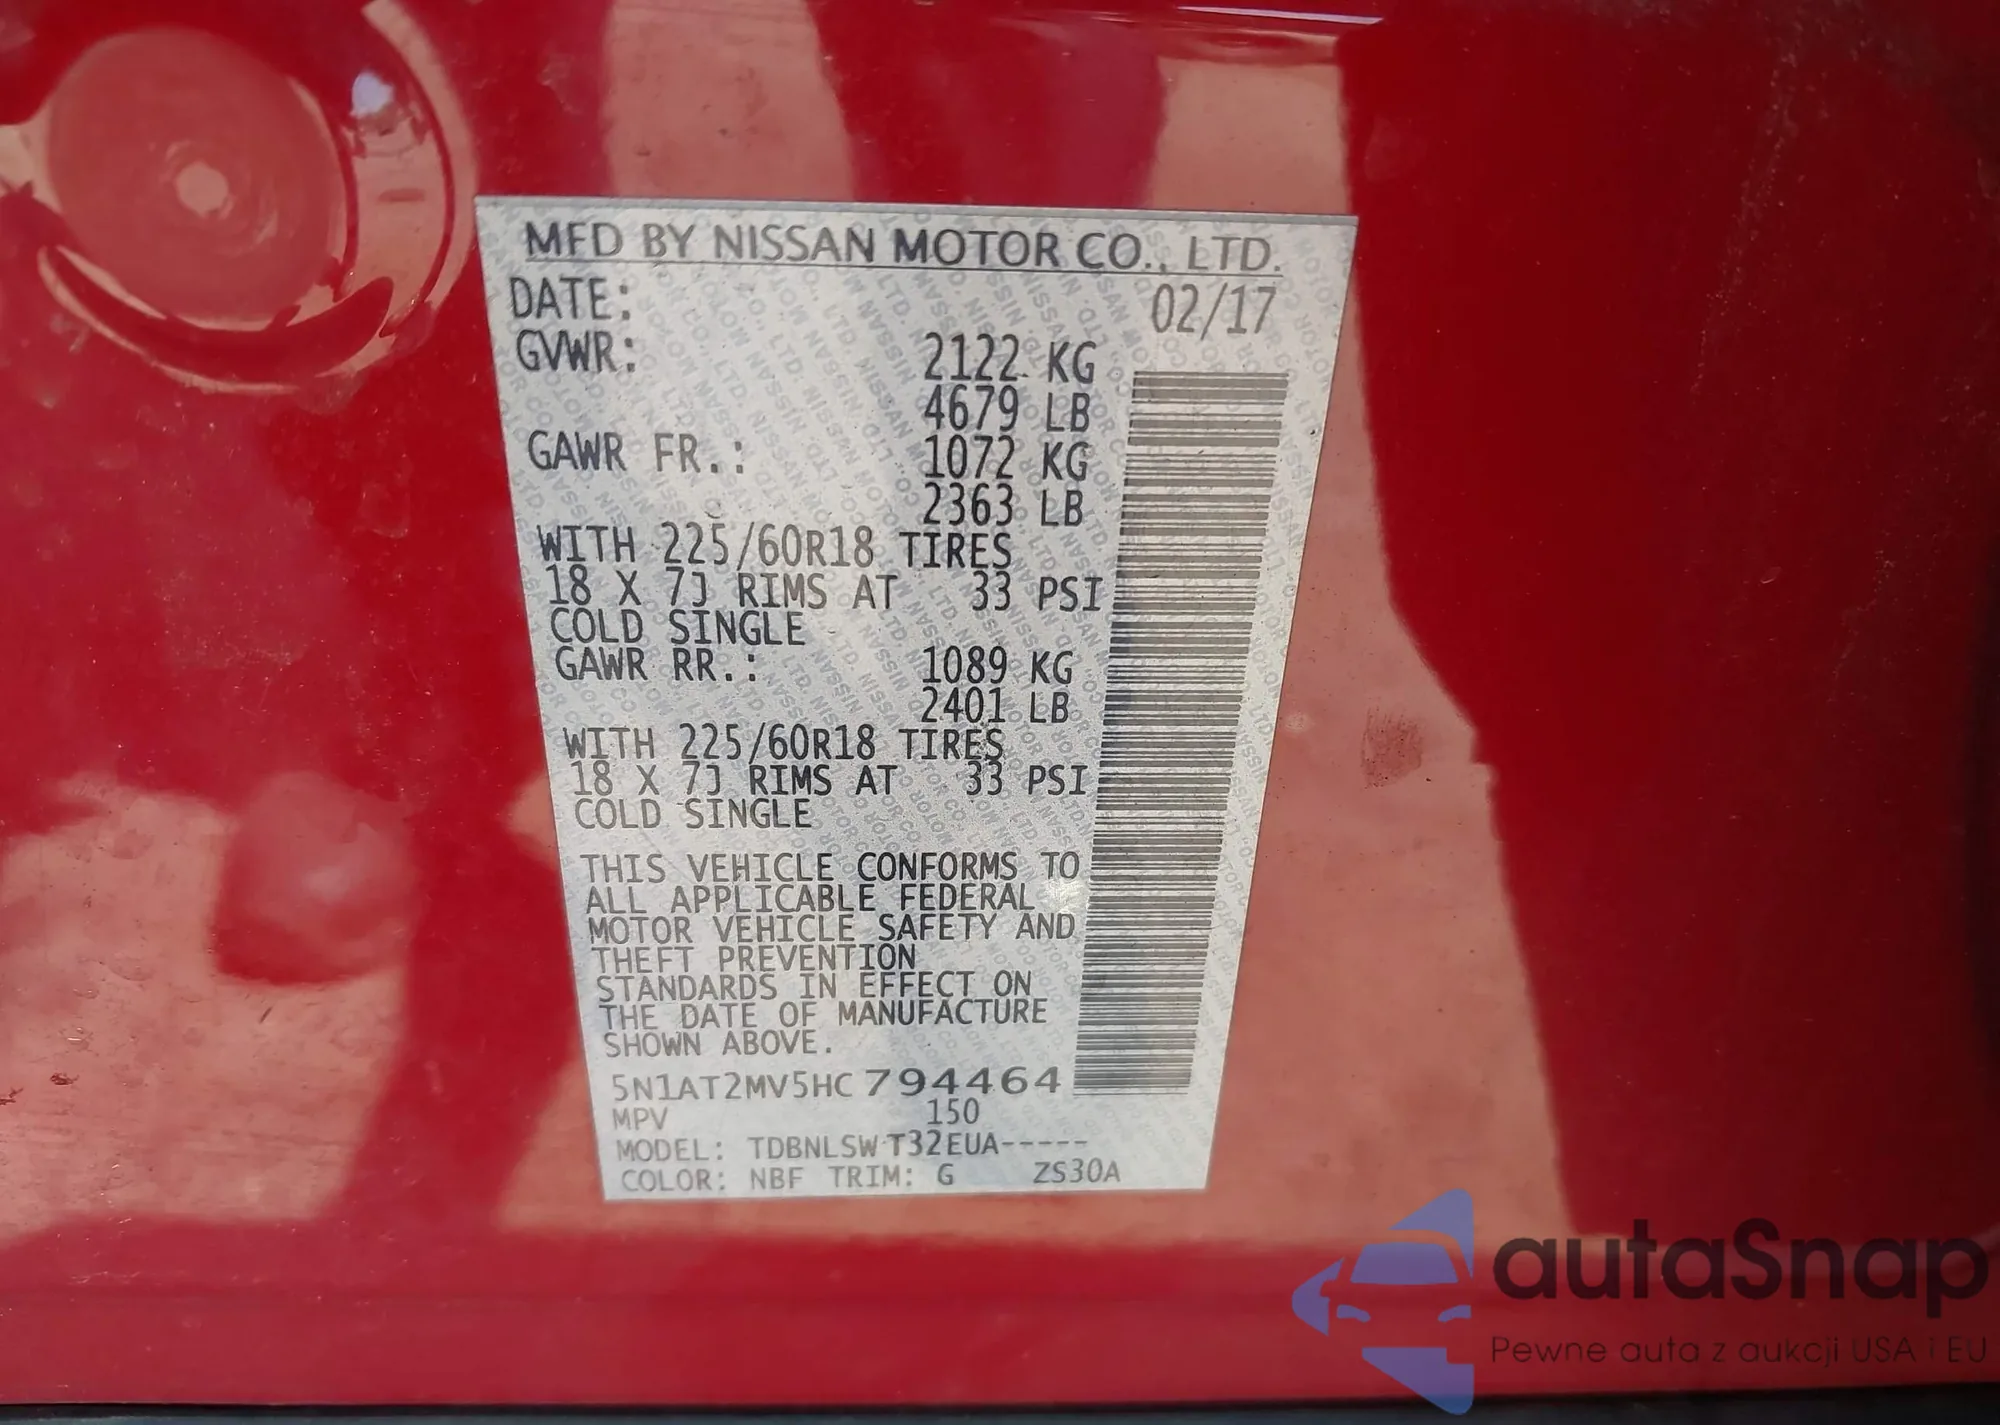 MFD BY NISSAN MOTOR CO., LTD.
DATE: 02/17
GVWR: 2122 KG
4679 LB
GAWR FR.: 1072 KG
2363 LB
WITH 225/60R18 TIRES
18 X 7J RIMS AT 33 PSI
COLD SINGLE
GAWR RR.: 1089 KG
2401 LB
WITH 225/60R18 TIRES
18 X 7J RIMS AT 33 PSI
COLD SINGLE
THIS VEHICLE CONFORMS TO
ALL APPLICABLE FEDERAL
MOTOR VEHICLE SAFETY AND
THEFT PREVENTION
STANDARDS IN EFFECT ON
THE DATE OF MANUFACTURE
SHOWN ABOVE.
5N1AT2MV5HC794464
MPV 150
MODEL: TDBNLSW T32EUA-----
COLOR: NBF TRIM: G ZS30A
autaSnap
Pewne auta z aukcji USA i EU